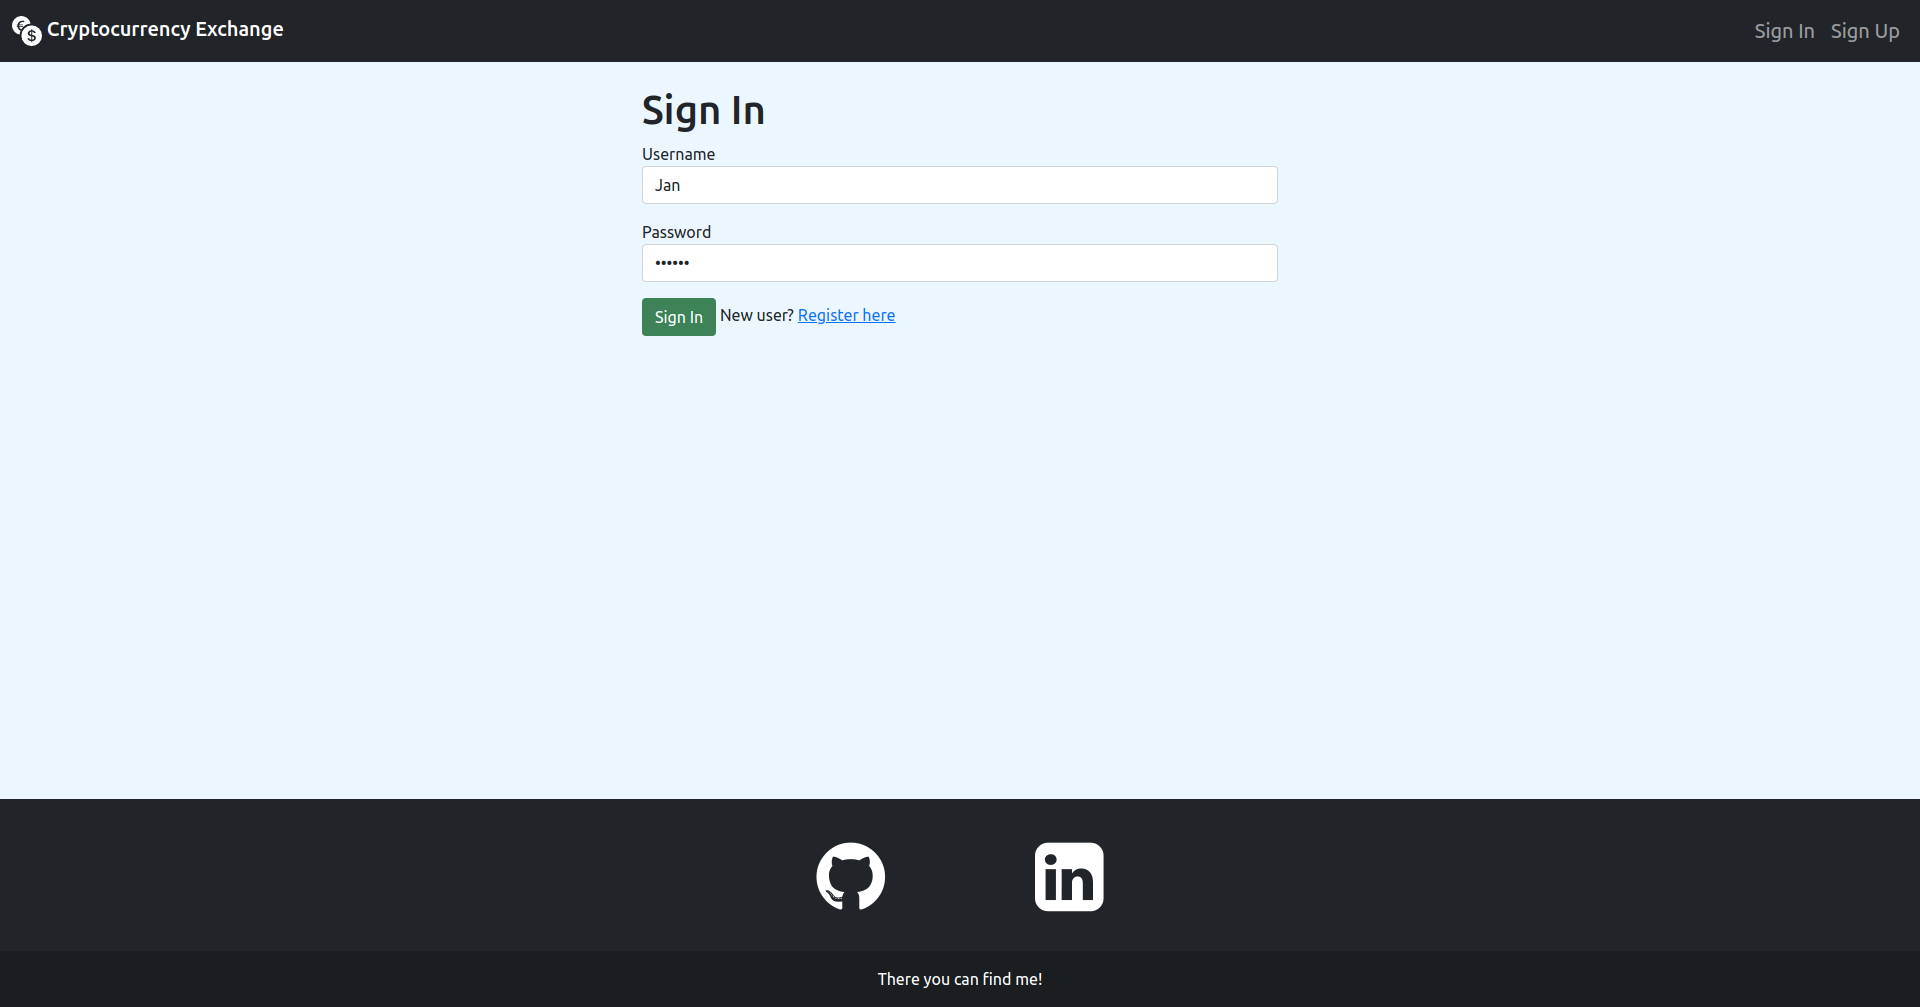 € $ Cryptocurrency Exchange Sign In Sign Up
Sign In
Username
Jan
Password
••••••
Sign In New user? Register here
in
There you can find me!